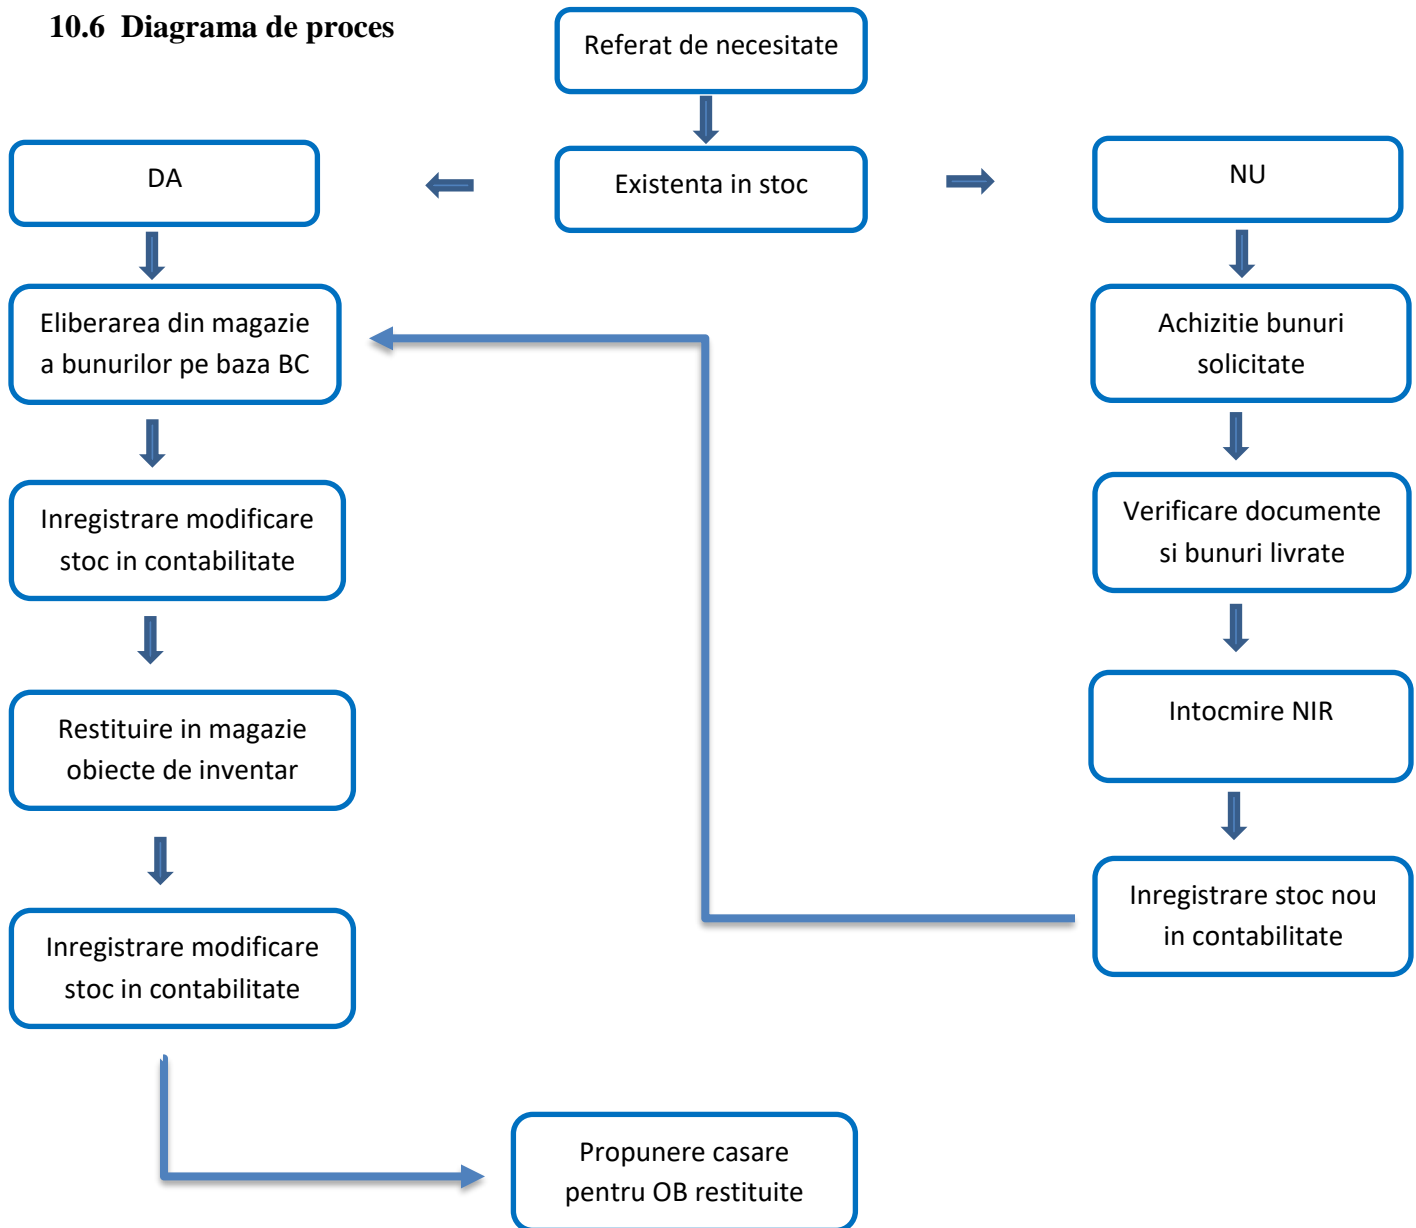 10.6 Diagrama de proces
Referat de necesitate
DA
Existenta in stoc
NU
Eliberarea din magazie
a bunurilor pe baza BC
Achizitie bunuri
solicitate
Inregistrare modificare
stoc in contabilitate
Verificare documente
si bunuri livrate
Restituire in magazie
obiecte de inventar
Intocmire NIR
Inregistrare modificare
stoc in contabilitate
Inregistrare stoc nou
in contabilitate
Propunere casare
pentru OB restituite